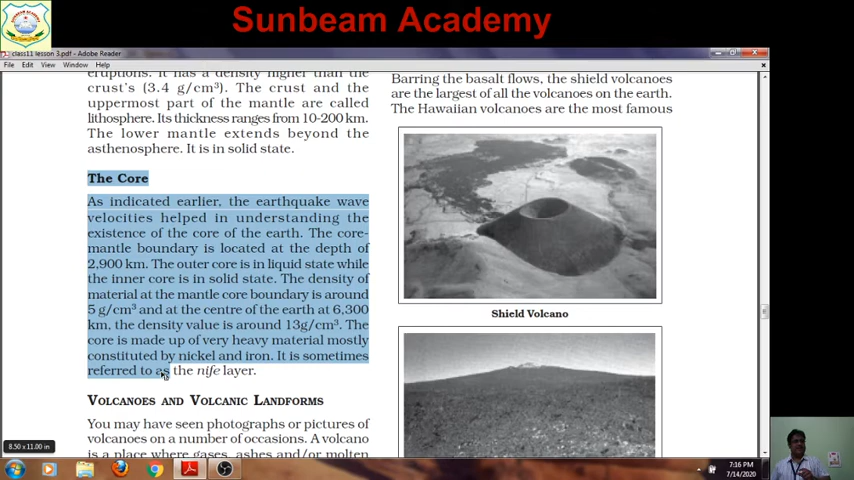 Sunbeam Academy
class11 lesson 3.pdf - Adobe Reader
File Edit View Window Help
eruptions. It has a density higher than the
crust's (3.4 g/cm³). The crust and the
uppermost part of the mantle are called
lithosphere. Its thickness ranges from 10-200 km.
The lower mantle extends beyond the
asthenosphere. It is in solid state.
The Core
As indicated earlier, the earthquake wave
velocities helped in understanding the
existence of the core of the earth. The core-
mantle boundary is located at the depth of
2,900 km. The outer core is in liquid state while
the inner core is in solid state. The density of
material at the mantle core boundary is around
5 g/cm³ and at the centre of the earth at 6,300
km, the density value is around 13g/cm³. The
core is made up of very heavy material mostly
constituted by nickel and iron. It is sometimes
referred to as the nife layer.
VOLCANOES AND VOLCANIC LANDFORMS
You may have seen photographs or pictures of
volcanoes on a number of occasions. A volcano
is a place where gases, ashes and/or molten
Barring the basalt flows, the shield volcanoes
are the largest of all the volcanoes on the earth.
The Hawaiian volcanoes are the most famous
Shield Volcano
8.50 x 11.00 in
7:16 PM
7/14/2020